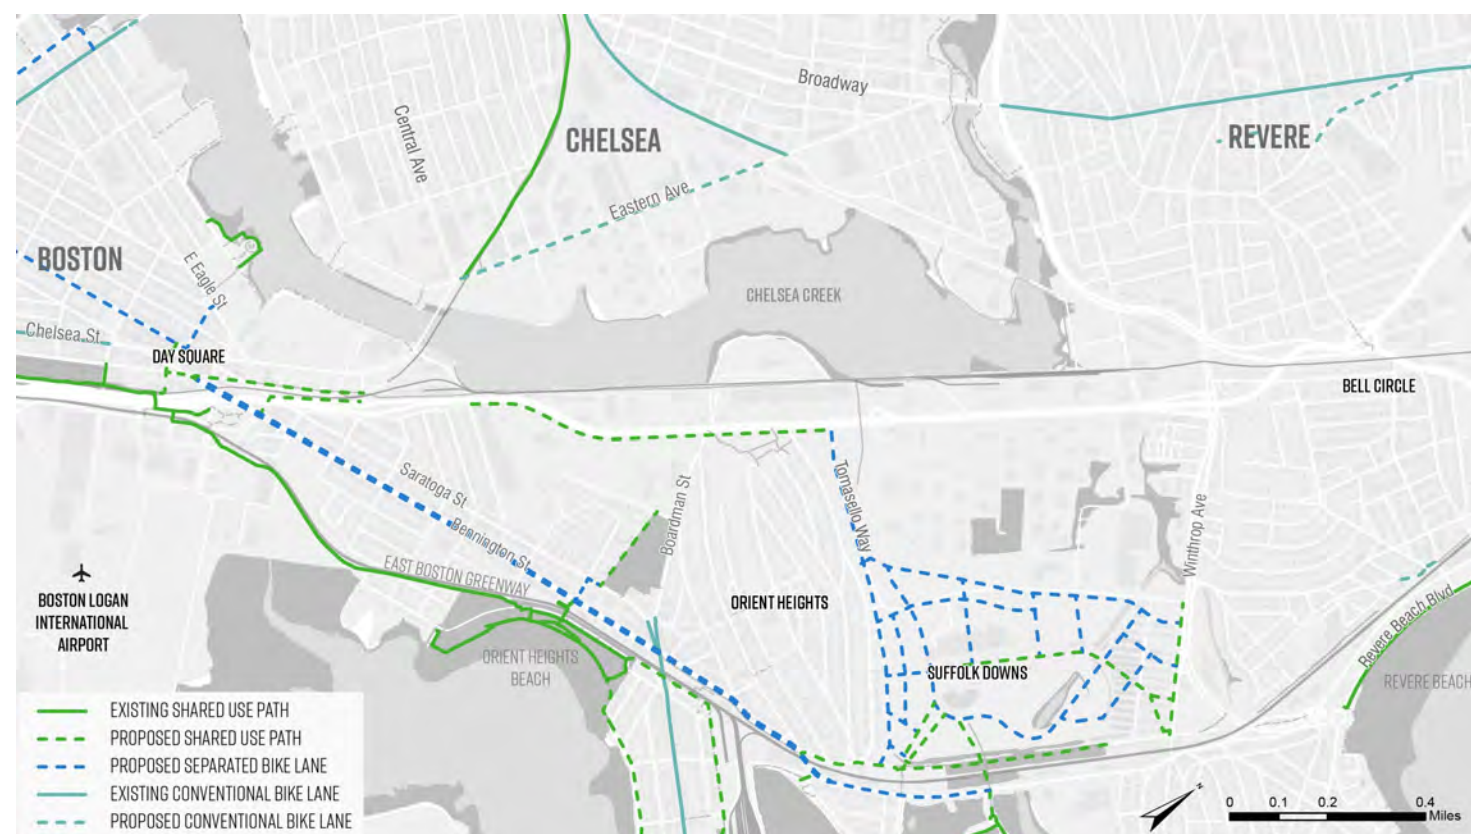 Broadway
Central Ave
CHELSEA
REVERE
Eastern Ave
BOSTON
E Eagle St
CHELSEA CREEK
Chelsea St
DAY SQUARE
BELL CIRCLE
Saratoga St
Boardman St
Tomasello Way
Winthrop Ave
Bennington St
EAST BOSTON GREENWAY
BOSTON LOGAN
INTERNATIONAL
AIRPORT
ORIENT HEIGHTS
Revere Beach Blvd
ORIENT HEIGHTS
BEACH
SUFFOLK DOWNS
REVERE BEACH
EXISTING SHARED USE PATH
PROPOSED SHARED USE PATH
PROPOSED SEPARATED BIKE LANE
EXISTING CONVENTIONAL BIKE LANE
PROPOSED CONVENTIONAL BIKE LANE
N
0 0.1 0.2 0.4
Miles